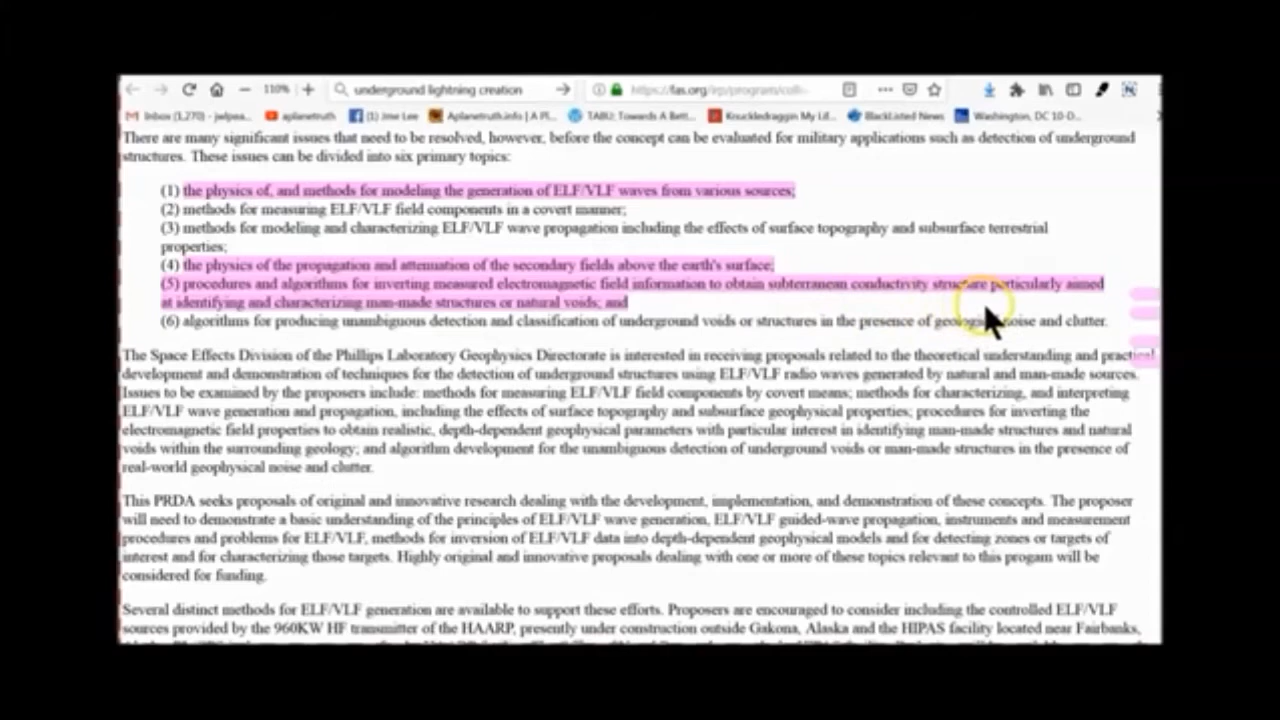 110% underground lightning creation https://fas.org/irp/program/coll
Inbox (1,270) - jwlpea... aplanetruth (1) Jme Lee Aplanetruth.info | A Pl... TABU: Towards A Bett... Knuckledraggin My Lif... BlackListed News Washington, DC 10-D...
There are many significant issues that need to be resolved, however, before the concept can be evaluated for military applications such as detection of underground
structures. These issues can be divided into six primary topics:
(1) the physics of, and methods for modeling the generation of ELF/VLF waves from various sources;
(2) methods for measuring ELF/VLF field components in a covert manner;
(3) methods for modeling and characterizing ELF/VLF wave propagation including the effects of surface topography and subsurface terrestrial
properties;
(4) the physics of the propagation and attenuation of the secondary fields above the earth's surface;
(5) procedures and algorithms for inverting measured electromagnetic field information to obtain subterranean conductivity structure particularly aimed
at identifying and characterizing man-made structures or natural voids; and
(6) algorithms for producing unambiguous detection and classification of underground voids or structures in the presence of geologic noise and clutter.
The Space Effects Division of the Phillips Laboratory Geophysics Directorate is interested in receiving proposals related to the theoretical understanding and practical
development and demonstration of techniques for the detection of underground structures using ELF/VLF radio waves generated by natural and man-made sources.
Issues to be examined by the proposers include: methods for measuring ELF/VLF field components by covert means; methods for characterizing, and interpreting
ELF/VLF wave generation and propagation, including the effects of surface topography and subsurface geophysical properties; procedures for inverting the
electromagnetic field properties to obtain realistic, depth-dependent geophysical parameters with particular interest in identifying man-made structures and natural
voids within the surrounding geology; and algorithm development for the unambiguous detection of underground voids or man-made structures in the presence of
real-world geophysical noise and clutter.
This PRDA seeks proposals of original and innovative research dealing with the development, implementation, and demonstration of these concepts. The proposer
will need to demonstrate a basic understanding of the principles of ELF/VLF wave generation, ELF/VLF guided-wave propagation, instruments and measurement
procedures and problems for ELF/VLF, methods for inversion of ELF/VLF data into depth-dependent geophysical models and for detecting zones or targets of
interest and for characterizing those targets. Highly original and innovative proposals dealing with one or more of these topics relevant to this progam will be
considered for funding.
Several distinct methods for ELF/VLF generation are available to support these efforts. Proposers are encouraged to consider including the controlled ELF/VLF
sources provided by the 960KW HF transmitter of the HAARP, presently under construction outside Gakona, Alaska and the HIPAS facility located near Fairbanks,